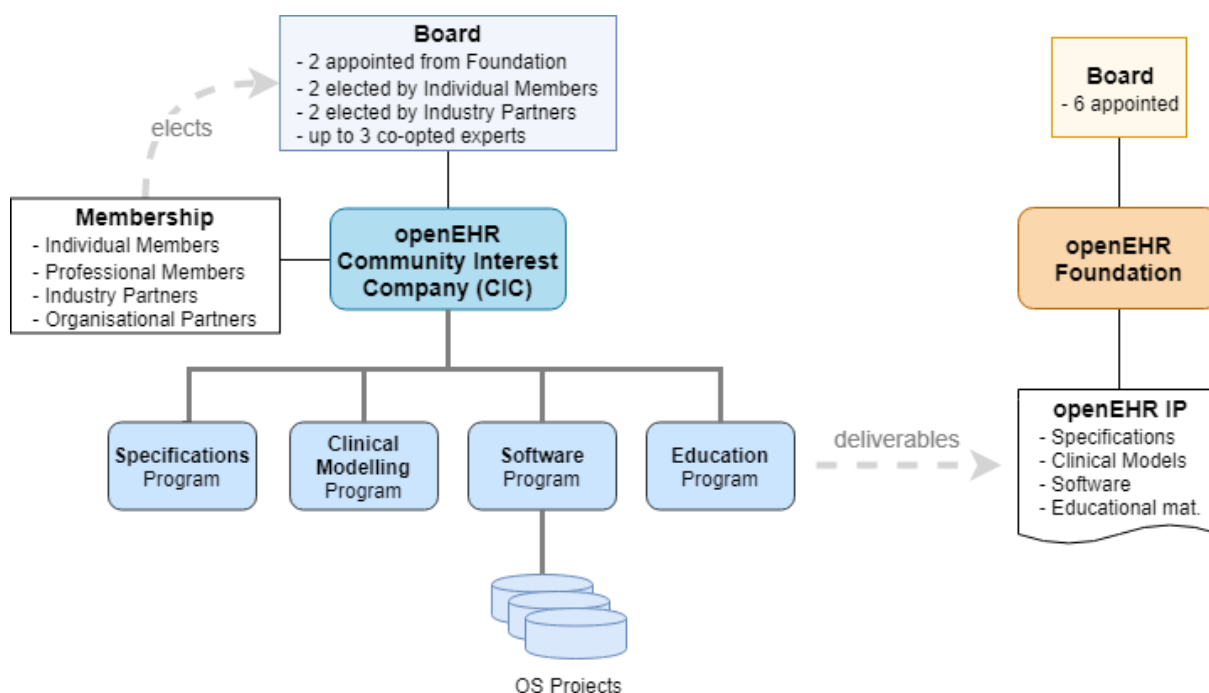 Board
- 2 appointed from Foundation
- 2 elected by Individual Members
- 2 elected by Industry Partners
- up to 3 co-opted experts
Board
- 6 appointed
elects
Membership
- Individual Members
- Professional Members
- Industry Partners
- Organisational Partners
openEHR
Community Interest
Company (CIC)
openEHR
Foundation
Specifications
Program
Clinical
Modelling
Program
Software
Program
Education
Program
deliverables
openEHR IP
- Specifications
- Clinical Models
- Software
- Educational mat.
OS Projects